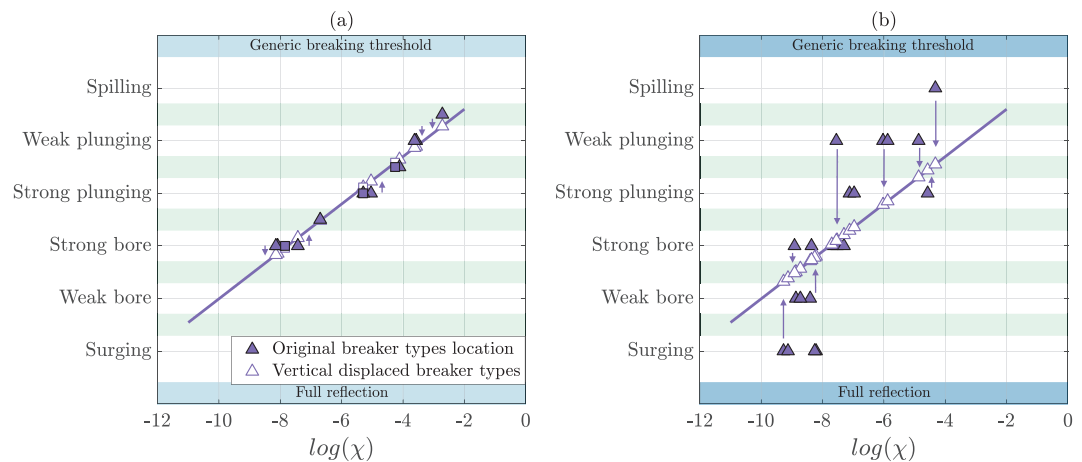 (a)
Generic breaking threshold
Spilling
Weak plunging
Strong plunging
Strong bore
Weak bore
Surging
Original breaker types location
Vertical displaced breaker types
Full reflection
-12 -10 -8 -6 -4 -2 0
log(χ)
(b)
Generic breaking threshold
Spilling
Weak plunging
Strong plunging
Strong bore
Weak bore
Surging
Full reflection
-12 -10 -8 -6 -4 -2 0
log(χ)